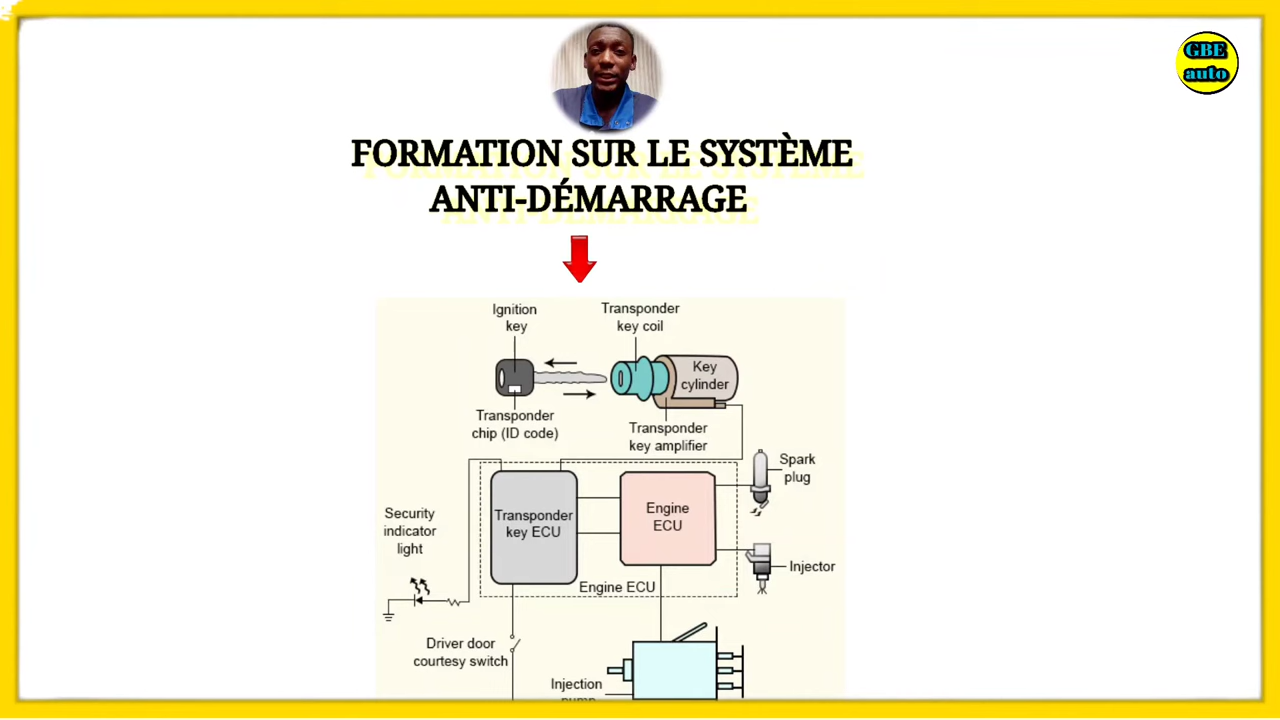 GBE
auto
FORMATION SUR LE SYSTÈME
ANTI-DÉMARRAGE
Ignition
key
Transponder
key coil
Key
cylinder
Transponder
chip (ID code)
Transponder
key amplifier
Spark
plug
Security
indicator
light
Transponder
key ECU
Engine
ECU
Injector
Engine ECU
Driver door
courtesy switch
Injection
pump